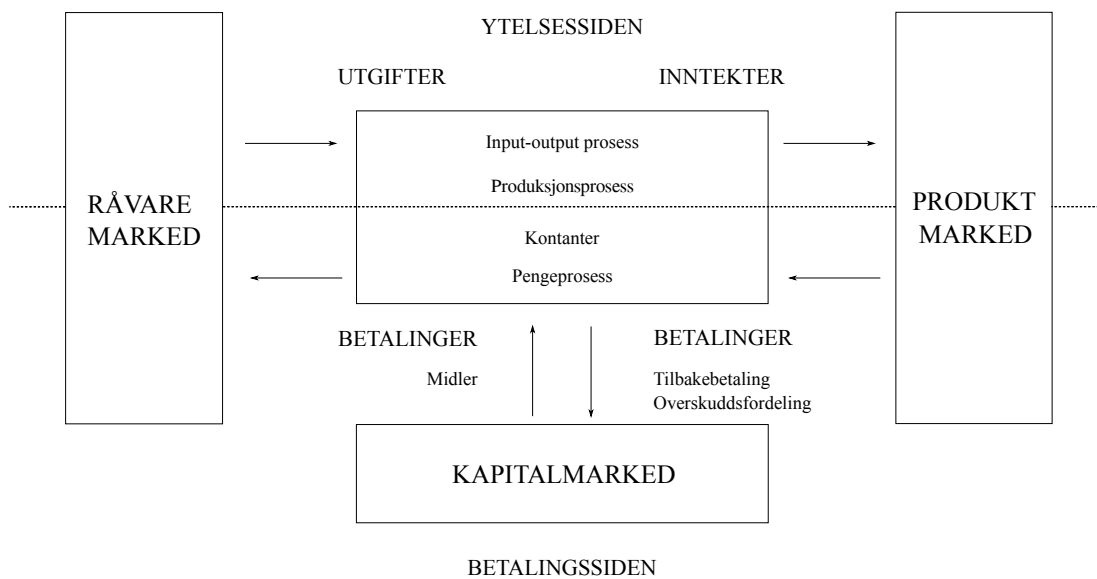 YTELSESSIDEN
UTGIFTER
INNTEKTER
Input-output prosess
Produksjonsprosess
RÅVARE
MARKED
PRODUKT
MARKED
Kontanter
Pengeprosess
BETALINGER
Midler
BETALINGER
Tilbakebetaling
Overskuddsfordeling
KAPITALMARKED
BETALINGSSIDEN